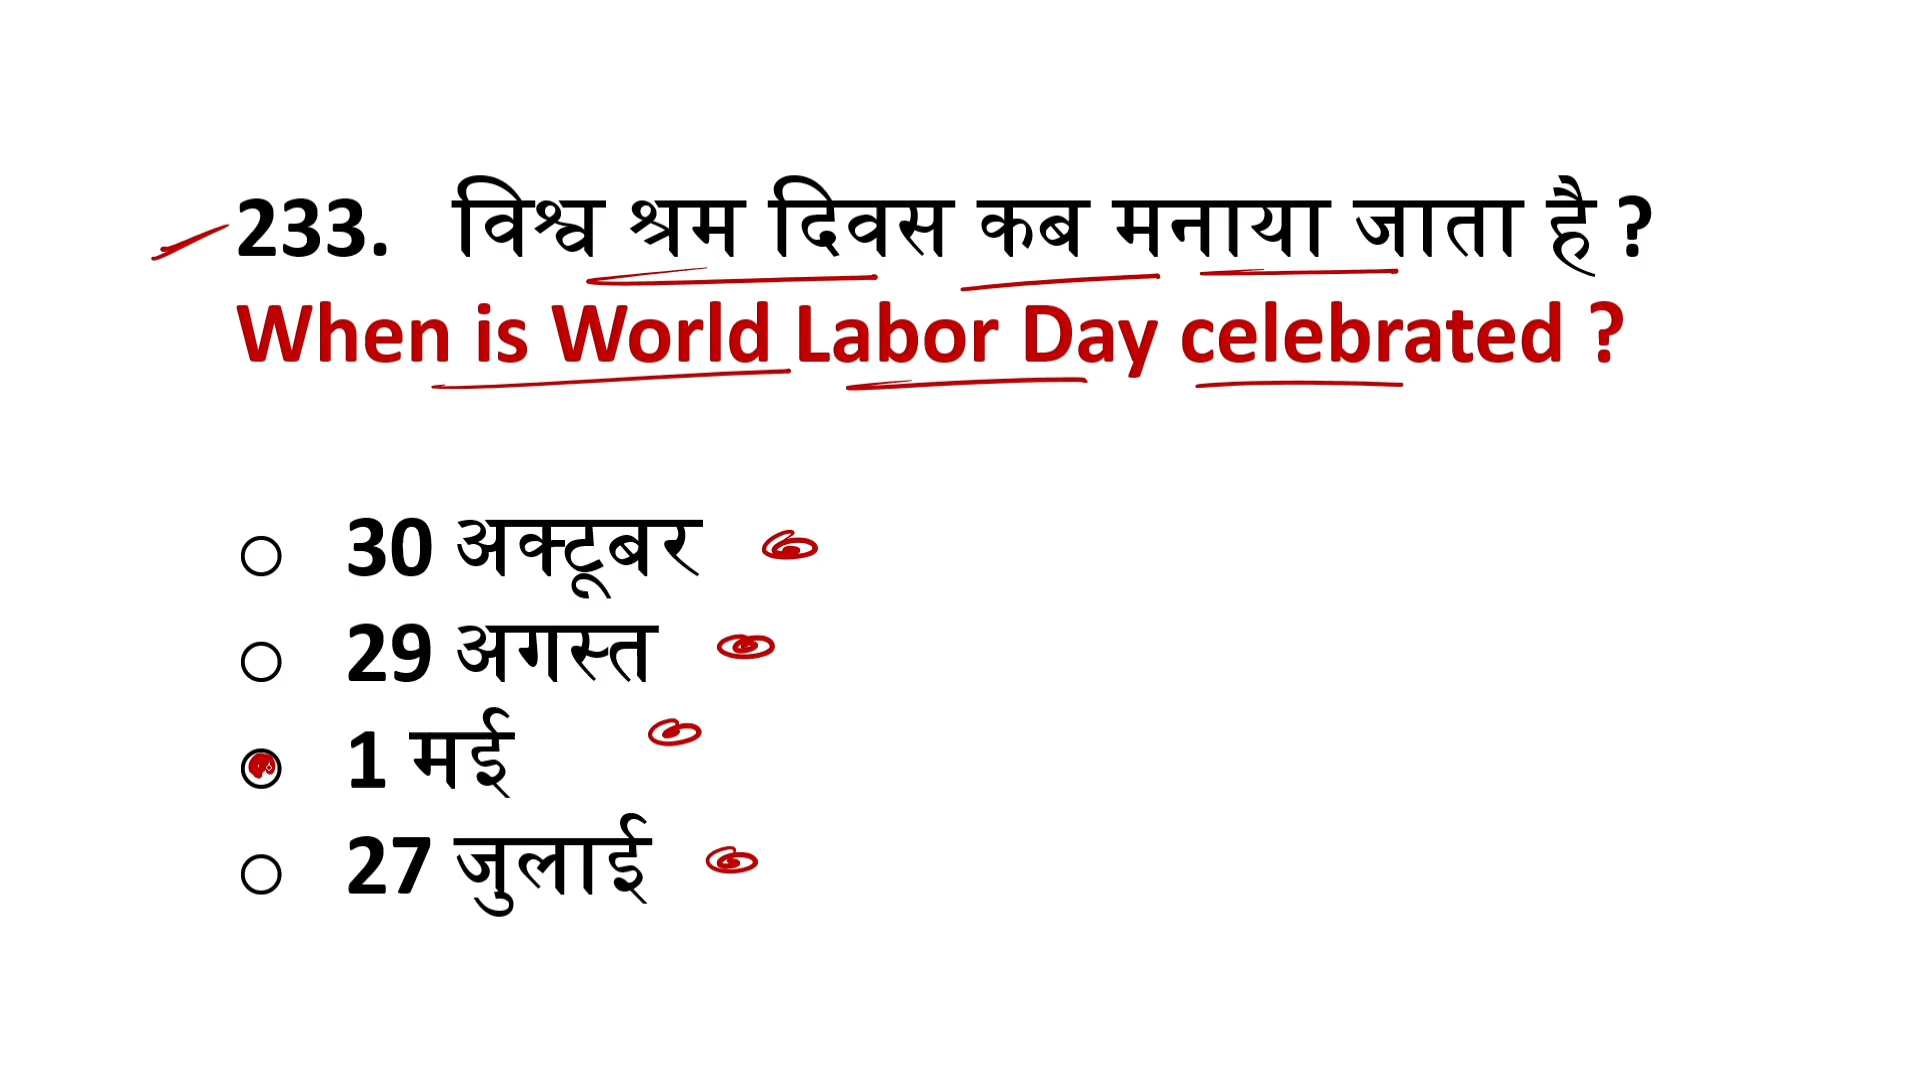 233. विश्व श्रम दिवस कब मनाया जाता है ?
When is World Labor Day celebrated ?
30 अक्टूबर
29 अगस्त
1 मई
27 जुलाई